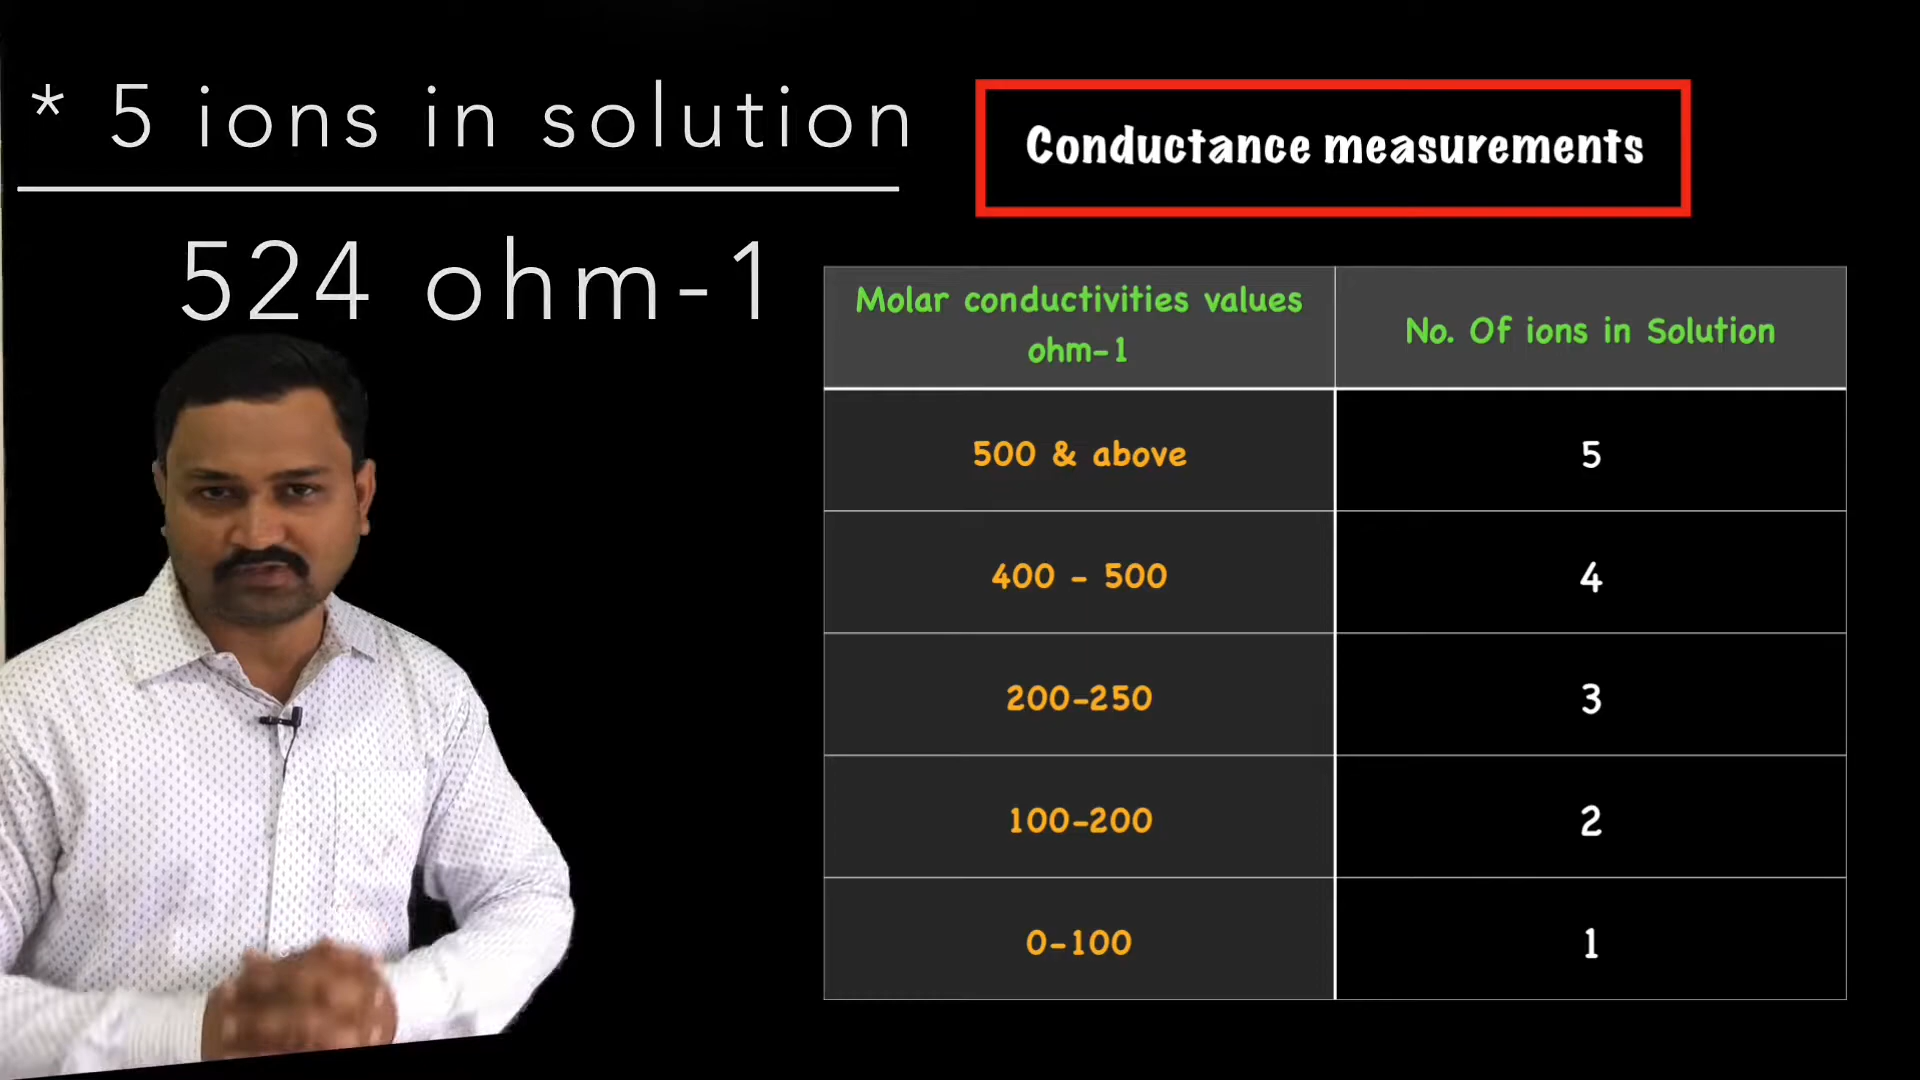 * 5 ions in solution
524 ohm-1
Conductance measurements
Molar conductivities values
ohm-1
No. Of ions in Solution
500 & above
5
400 - 500
4
200-250
3
100-200
2
0-100
1